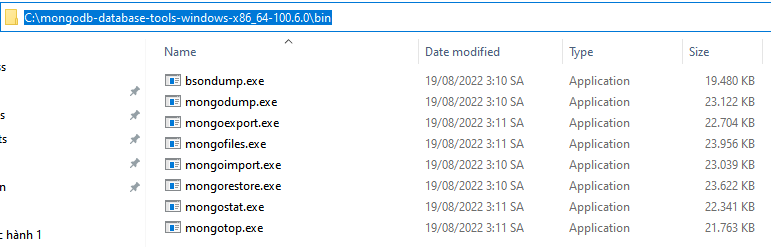 C:\mongodb-database-tools-windows-x86_64-100.6.0\bin
Name Date modified Type Size
ss
bsondump.exe 19/08/2022 3:10 SA Application 19.480 KB
mongodump.exe 19/08/2022 3:10 SA Application 23.122 KB
s mongoexport.exe 19/08/2022 3:11 SA Application 22.704 KB
ts mongofiles.exe 19/08/2022 3:11 SA Application 23.956 KB
mongoimport.exe 19/08/2022 3:10 SA Application 23.039 KB
n mongorestore.exe 19/08/2022 3:10 SA Application 23.622 KB
mongostat.exe 19/08/2022 3:11 SA Application 22.341 KB
c hành 1 mongotop.exe 19/08/2022 3:10 SA Application 21.763 KB